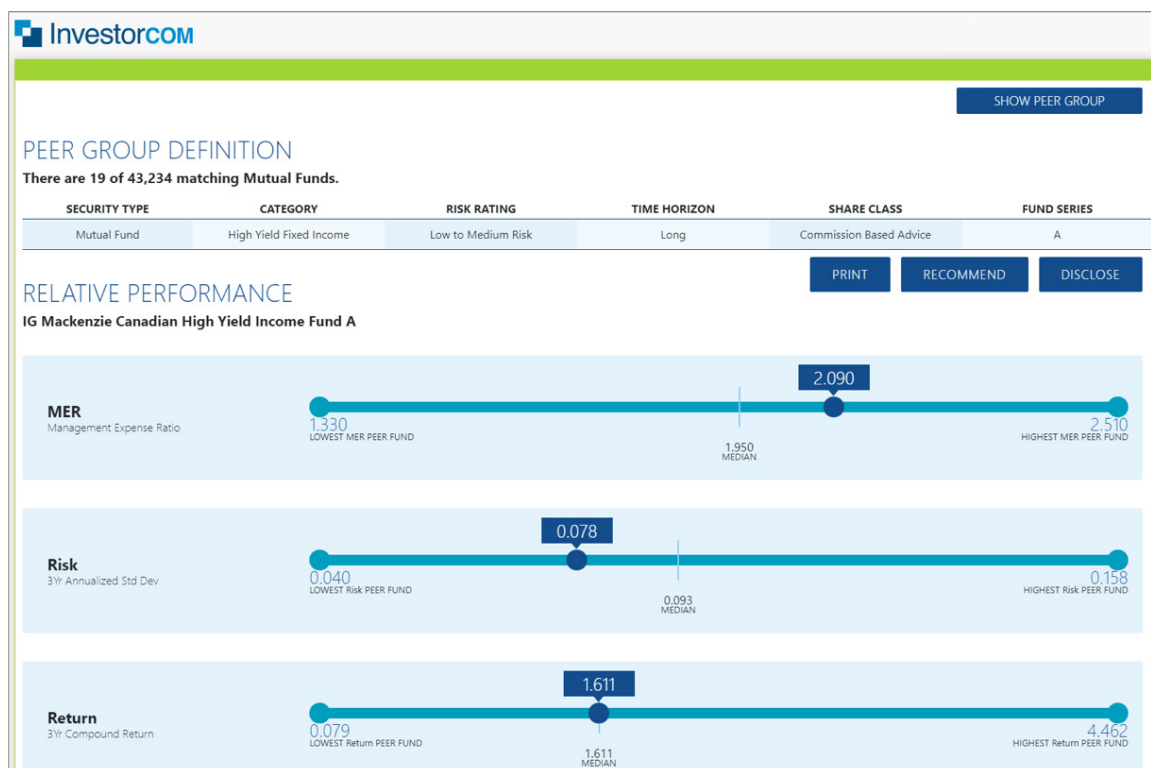 InvestorCOM
SHOW PEER GROUP
PEER GROUP DEFINITION
There are 19 of 43,234 matching Mutual Funds.
SECURITY TYPE CATEGORY RISK RATING TIME HORIZON SHARE CLASS FUND SERIES
Mutual Fund High Yield Fixed Income Low to Medium Risk Long Commission Based Advice A
PRINT RECOMMEND DISCLOSE
RELATIVE PERFORMANCE
IG Mackenzie Canadian High Yield Income Fund A
2.090
MER
Management Expense Ratio
1.330 2.510
LOWEST MER PEER FUND HIGHEST MER PEER FUND
1.950
MEDIAN
0.078
Risk
3Yr Annualized Std Dev
0.040 0.158
LOWEST Risk PEER FUND HIGHEST Risk PEER FUND
0.093
MEDIAN
1.611
Return
3Yr Compound Return
0.079 4.462
LOWEST Return PEER FUND HIGHEST Return PEER FUND
1.611
MEDIAN